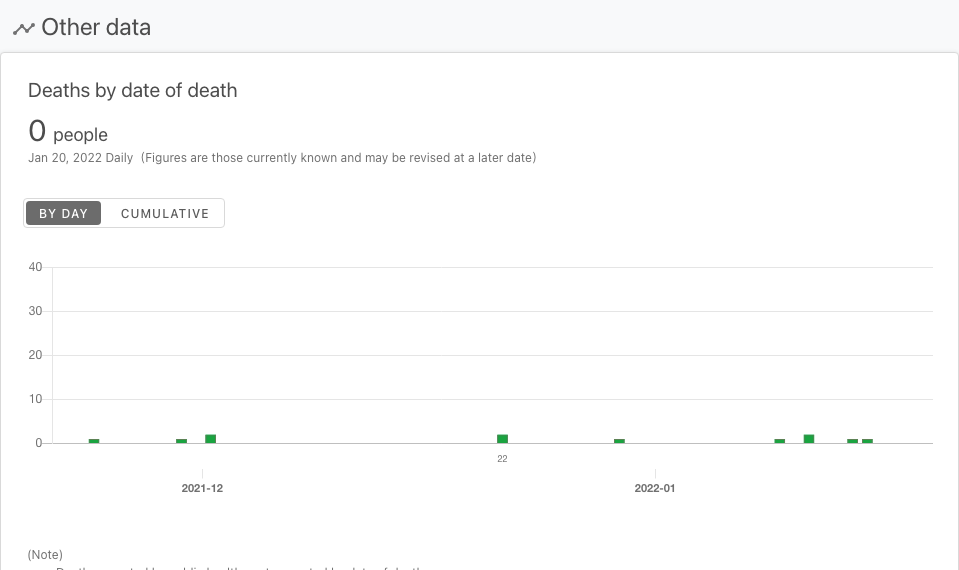 Other data
Deaths by date of death
0 people
Jan 20, 2022 Daily (Figures are those currently known and may be revised at a later date)
BY DAY CUMULATIVE
40
30
20
10
0
22
2021-12 2022-01
(Note)